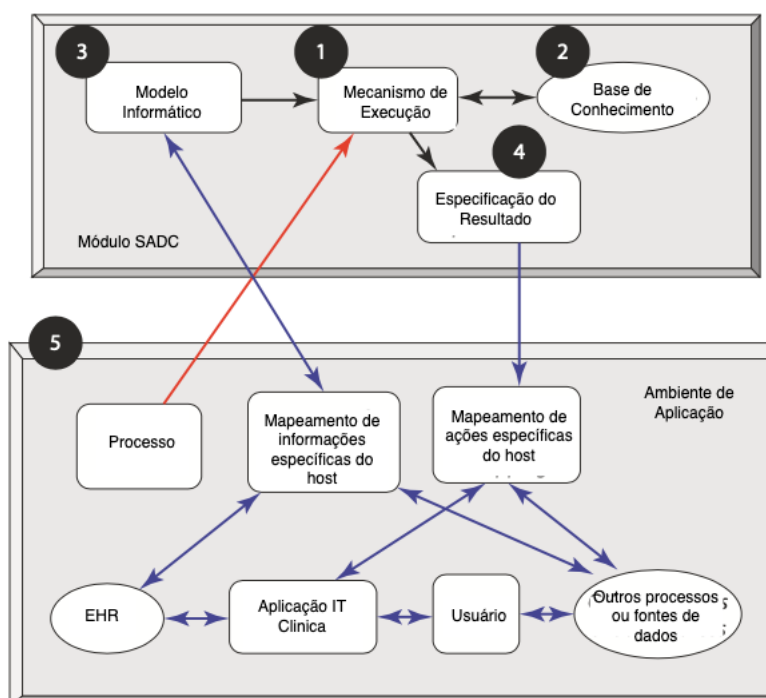 3
1
2
Modelo
Informático
Mecanismo de
Execução
Base de
Conhecimento
4
Especificação do
Resultado
Módulo SADC
5
Ambiente de
Aplicação
Processo
Mapeamento de
informações
específicas do
host
Mapeamento de
ações específicas
do host
EHR
Aplicação IT
Clinica
Usuário
Outros processos
ou fontes de
dados